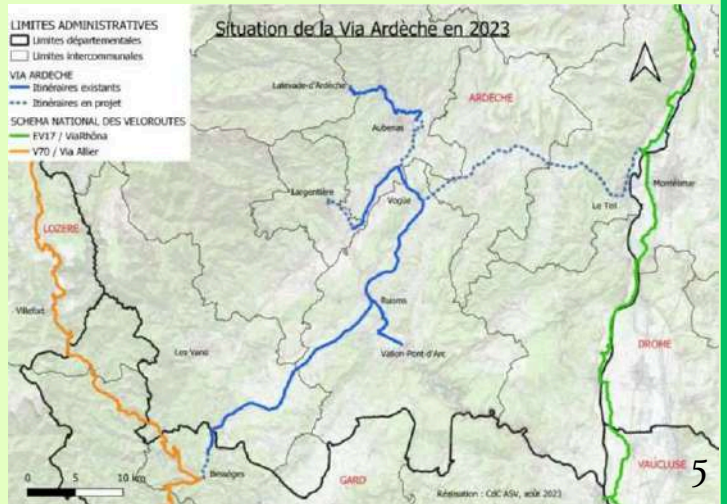 Situation de la Via Ardèche en 2023
LIMITES ADMINISTRATIVES
Limites départementales
Limites intercommunales
VIA ARDECHE
Itinéraires existants
Itinéraires en projet
SCHEMA NATIONAL DES VELOROUTES
EV17 / ViaRhôna
V70 / Via Allier
Lalevade-d'Ardèche
ARDECHE
Aubenas
Largentière
Vogüé
Le Teil
Montélimar
LOZERE
Villefort
Ruoms
Vallon Pont-d'Arc
Les Vans
DROME
Bessèges
GARD
VAUCLUSE
0 5 10 km
Réalisation : CdC ASV, août 2023
5